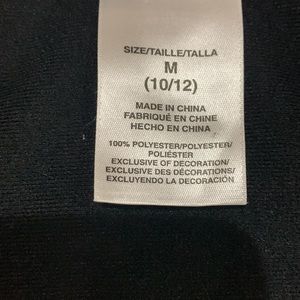 SIZE/TAILLE/TALLA
M
(10/12)
MADE IN CHINA
FABRIQUÉ EN CHINE
HECHO EN CHINA
100% POLYESTER/POLYESTER/
POLIÉSTER
EXCLUSIVE OF DECORATION/
EXCLUSIVE DES DÉCORATIONS/
EXCLUYENDO LA DECORACIÓN